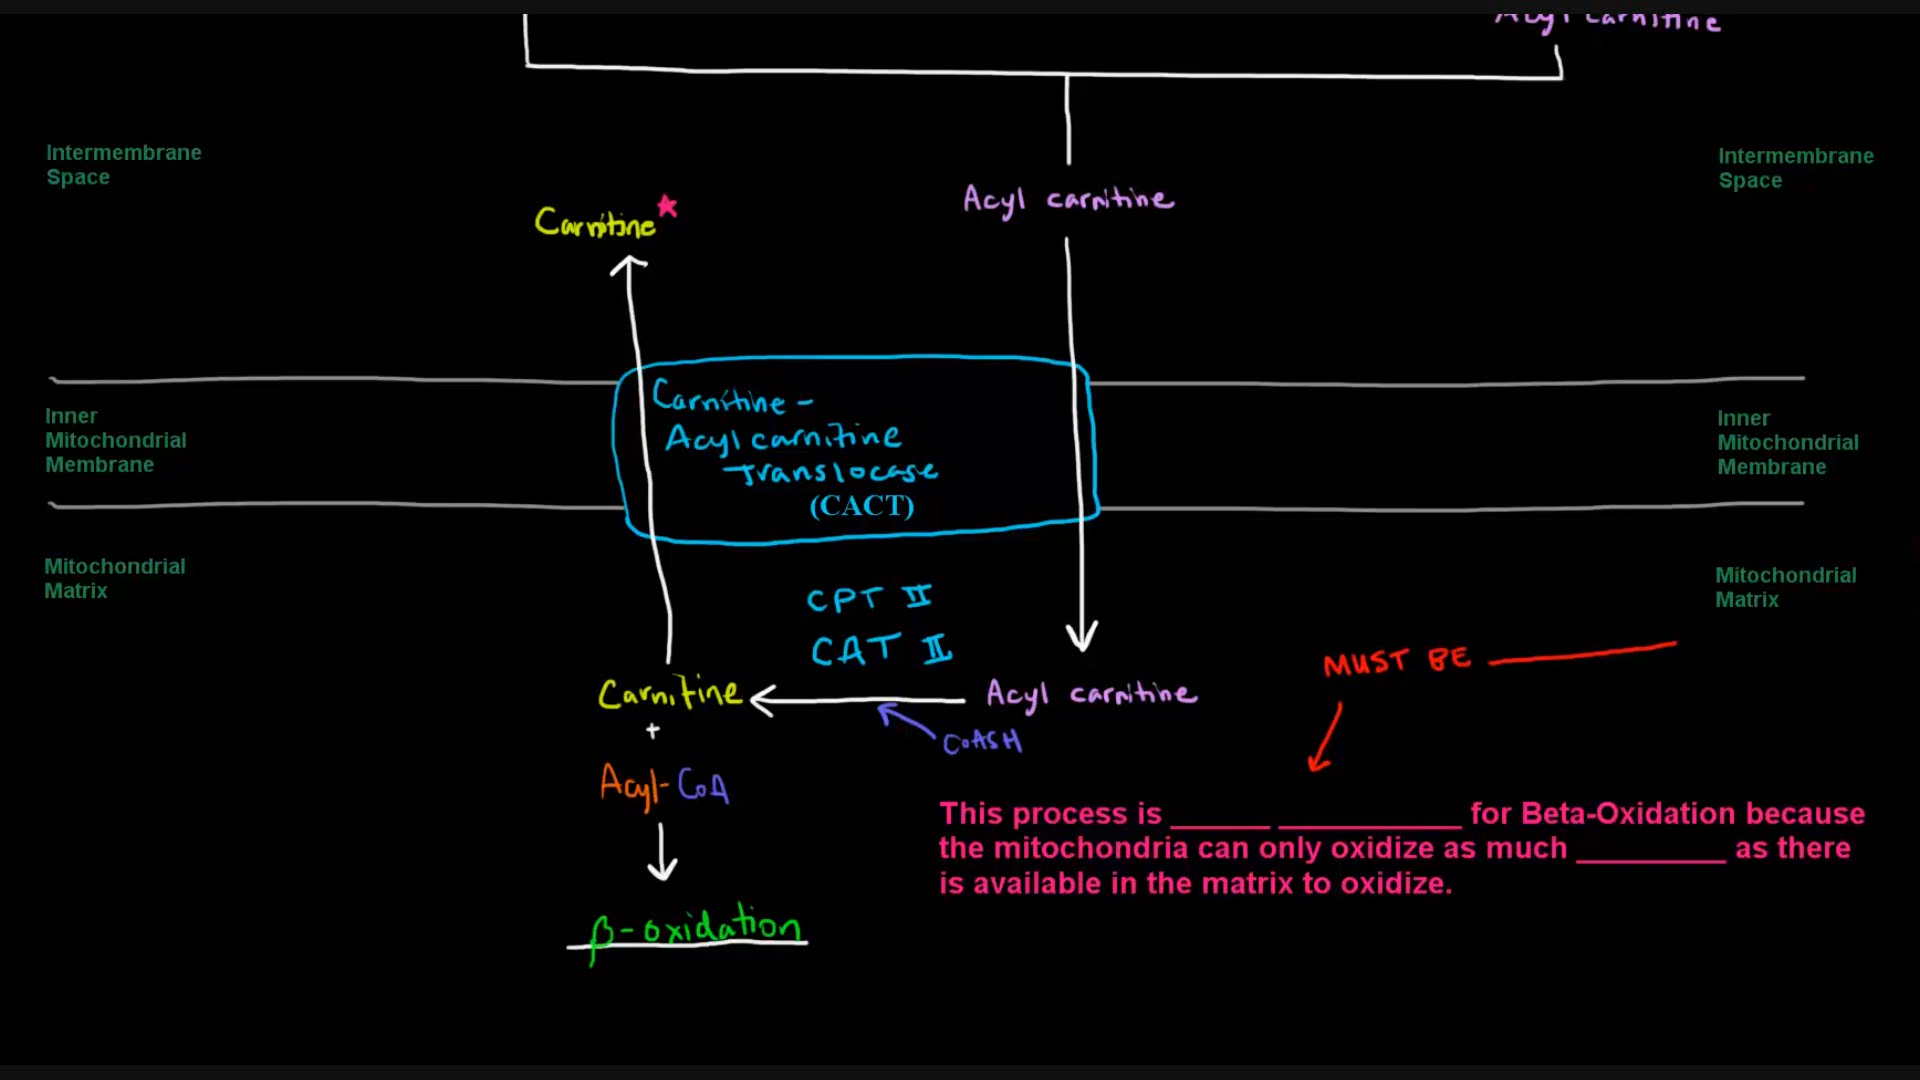 Acyl carnitine
Intermembrane
Space
Intermembrane
Space
Carnitine*
Acyl carnitine
Carnitine -
Acyl carnitine
Translocase
(CACT)
Inner
Mitochondrial
Membrane
Inner
Mitochondrial
Membrane
Mitochondrial
Matrix
Mitochondrial
Matrix
CPT II
CAT II
MUST BE ________
Carnitine
Acyl carnitine
+
CoASH
Acyl-CoA
This process is ______ ___________ for Beta-Oxidation because
the mitochondria can only oxidize as much _________ as there
is available in the matrix to oxidize.
β-oxidation